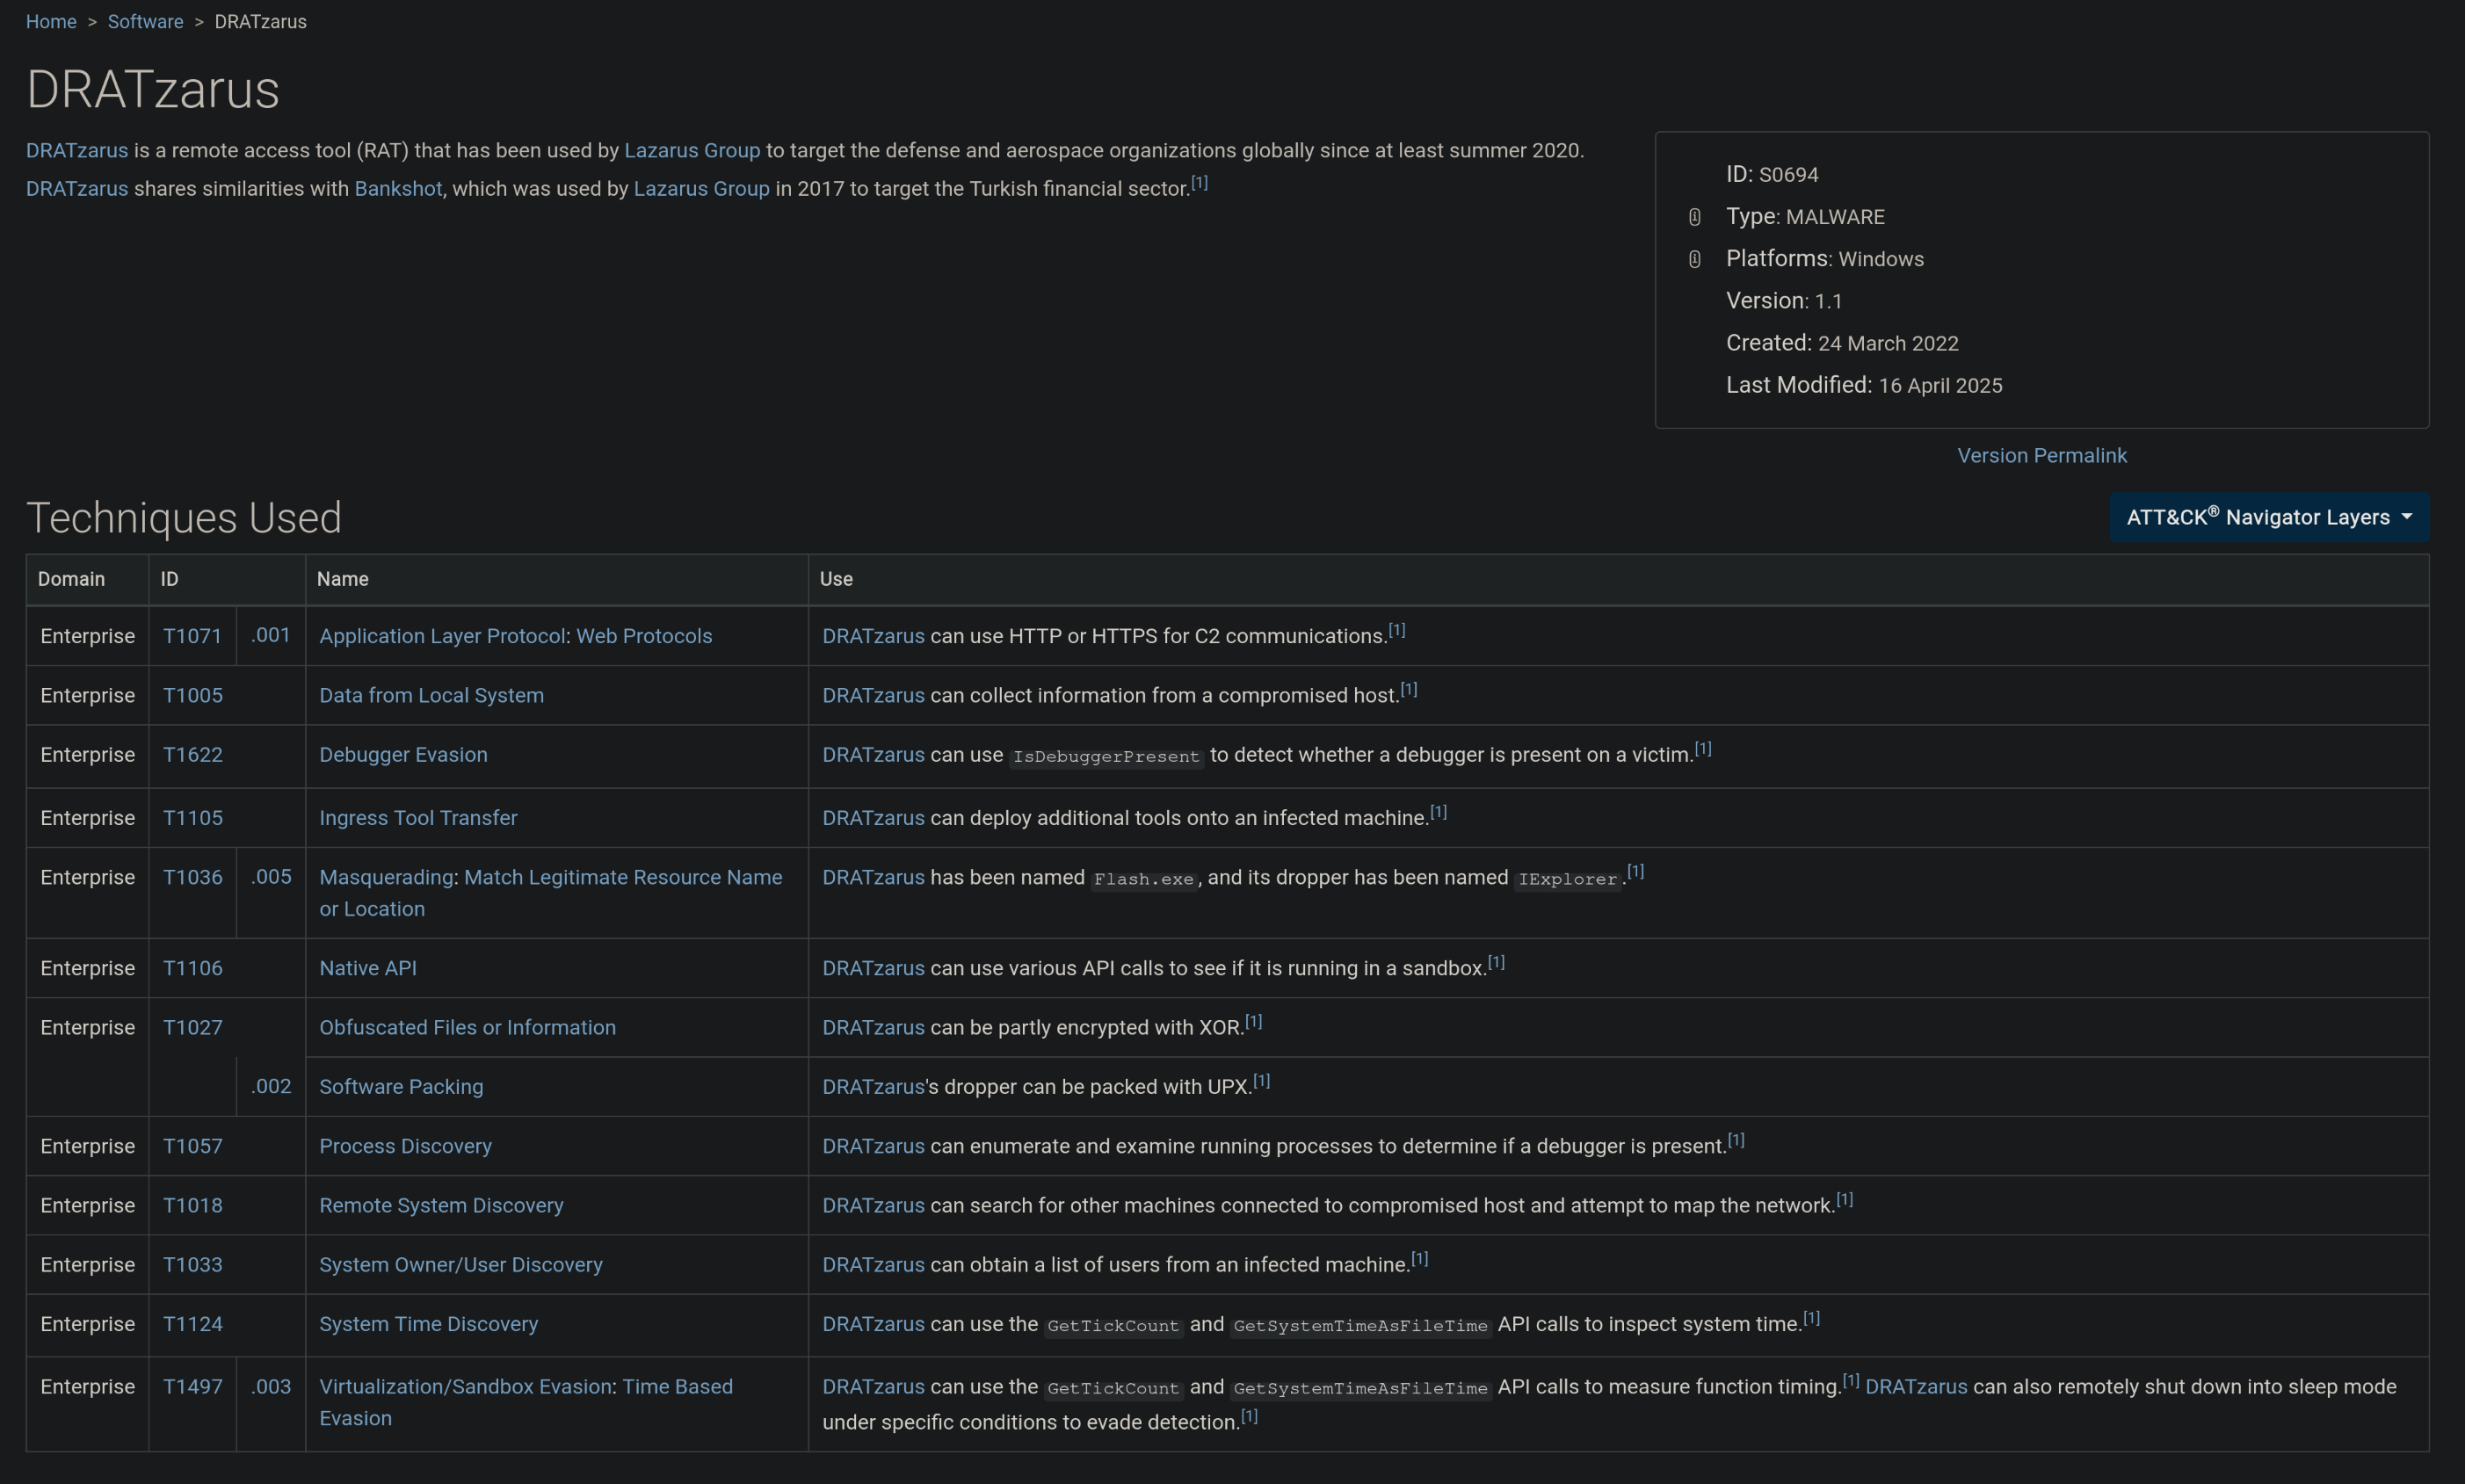 Home > Software > DRATzarus
DRATzarus
DRATzarus is a remote access tool (RAT) that has been used by Lazarus Group to target the defense and aerospace organizations globally since at least summer 2020.
DRATzarus shares similarities with Bankshot, which was used by Lazarus Group in 2017 to target the Turkish financial sector.[1]
ID: S0694
Type: MALWARE
Platforms: Windows
Version: 1.1
Created: 24 March 2022
Last Modified: 16 April 2025
Version Permalink
Techniques Used
ATT&CK® Navigator Layers
Domain ID Name Use
Enterprise T1071 .001 Application Layer Protocol: Web Protocols DRATzarus can use HTTP or HTTPS for C2 communications.[1]
Enterprise T1005 Data from Local System DRATzarus can collect information from a compromised host.[1]
Enterprise T1622 Debugger Evasion DRATzarus can use IsDebuggerPresent to detect whether a debugger is present on a victim.[1]
Enterprise T1105 Ingress Tool Transfer DRATzarus can deploy additional tools onto an infected machine.[1]
Enterprise T1036 .005 Masquerading: Match Legitimate Resource Name DRATzarus has been named Flash.exe, and its dropper has been named IExplorer.[1]
or Location
Enterprise T1106 Native API DRATzarus can use various API calls to see if it is running in a sandbox.[1]
Enterprise T1027 Obfuscated Files or Information DRATzarus can be partly encrypted with XOR.[1]
.002 Software Packing DRATzarus's dropper can be packed with UPX.[1]
Enterprise T1057 Process Discovery DRATzarus can enumerate and examine running processes to determine if a debugger is present.[1]
Enterprise T1018 Remote System Discovery DRATzarus can search for other machines connected to compromised host and attempt to map the network.[1]
Enterprise T1033 System Owner/User Discovery DRATzarus can obtain a list of users from an infected machine.[1]
Enterprise T1124 System Time Discovery DRATzarus can use the GetTickCount and GetSystemTimeAsFileTime API calls to inspect system time.[1]
Enterprise T1497 .003 Virtualization/Sandbox Evasion: Time Based DRATzarus can use the GetTickCount and GetSystemTimeAsFileTime API calls to measure function timing.[1] DRATzarus can also remotely shut down into sleep mode
Evasion under specific conditions to evade detection.[1]